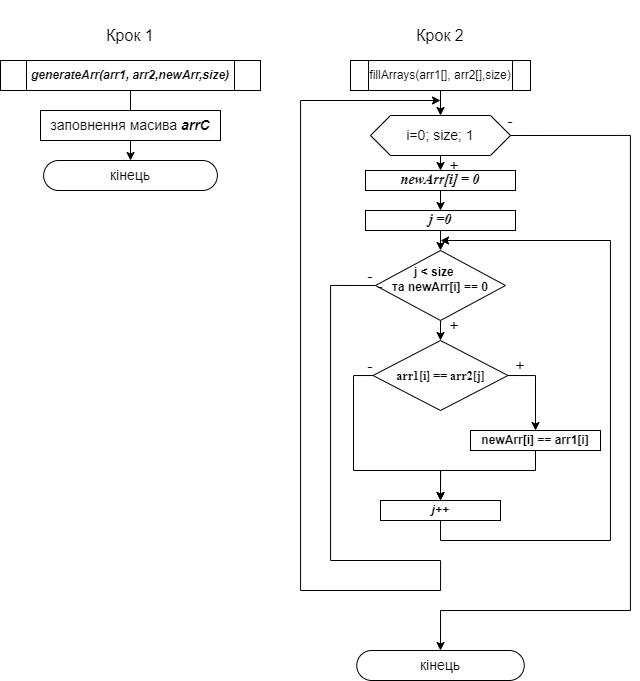 Крок 1
generateArr(arr1, arr2,newArr,size)
заповнення масива arrC
кінець
Крок 2
fillArrays(arr1[], arr2[],size)
i=0; size; 1
-
+
newArr[i] = 0
j =0
j < size
та newArr[i] == 0
-
+
arr1[i] == arr2[j]
-
+
newArr[i] == arr1[i]
j++
кінець